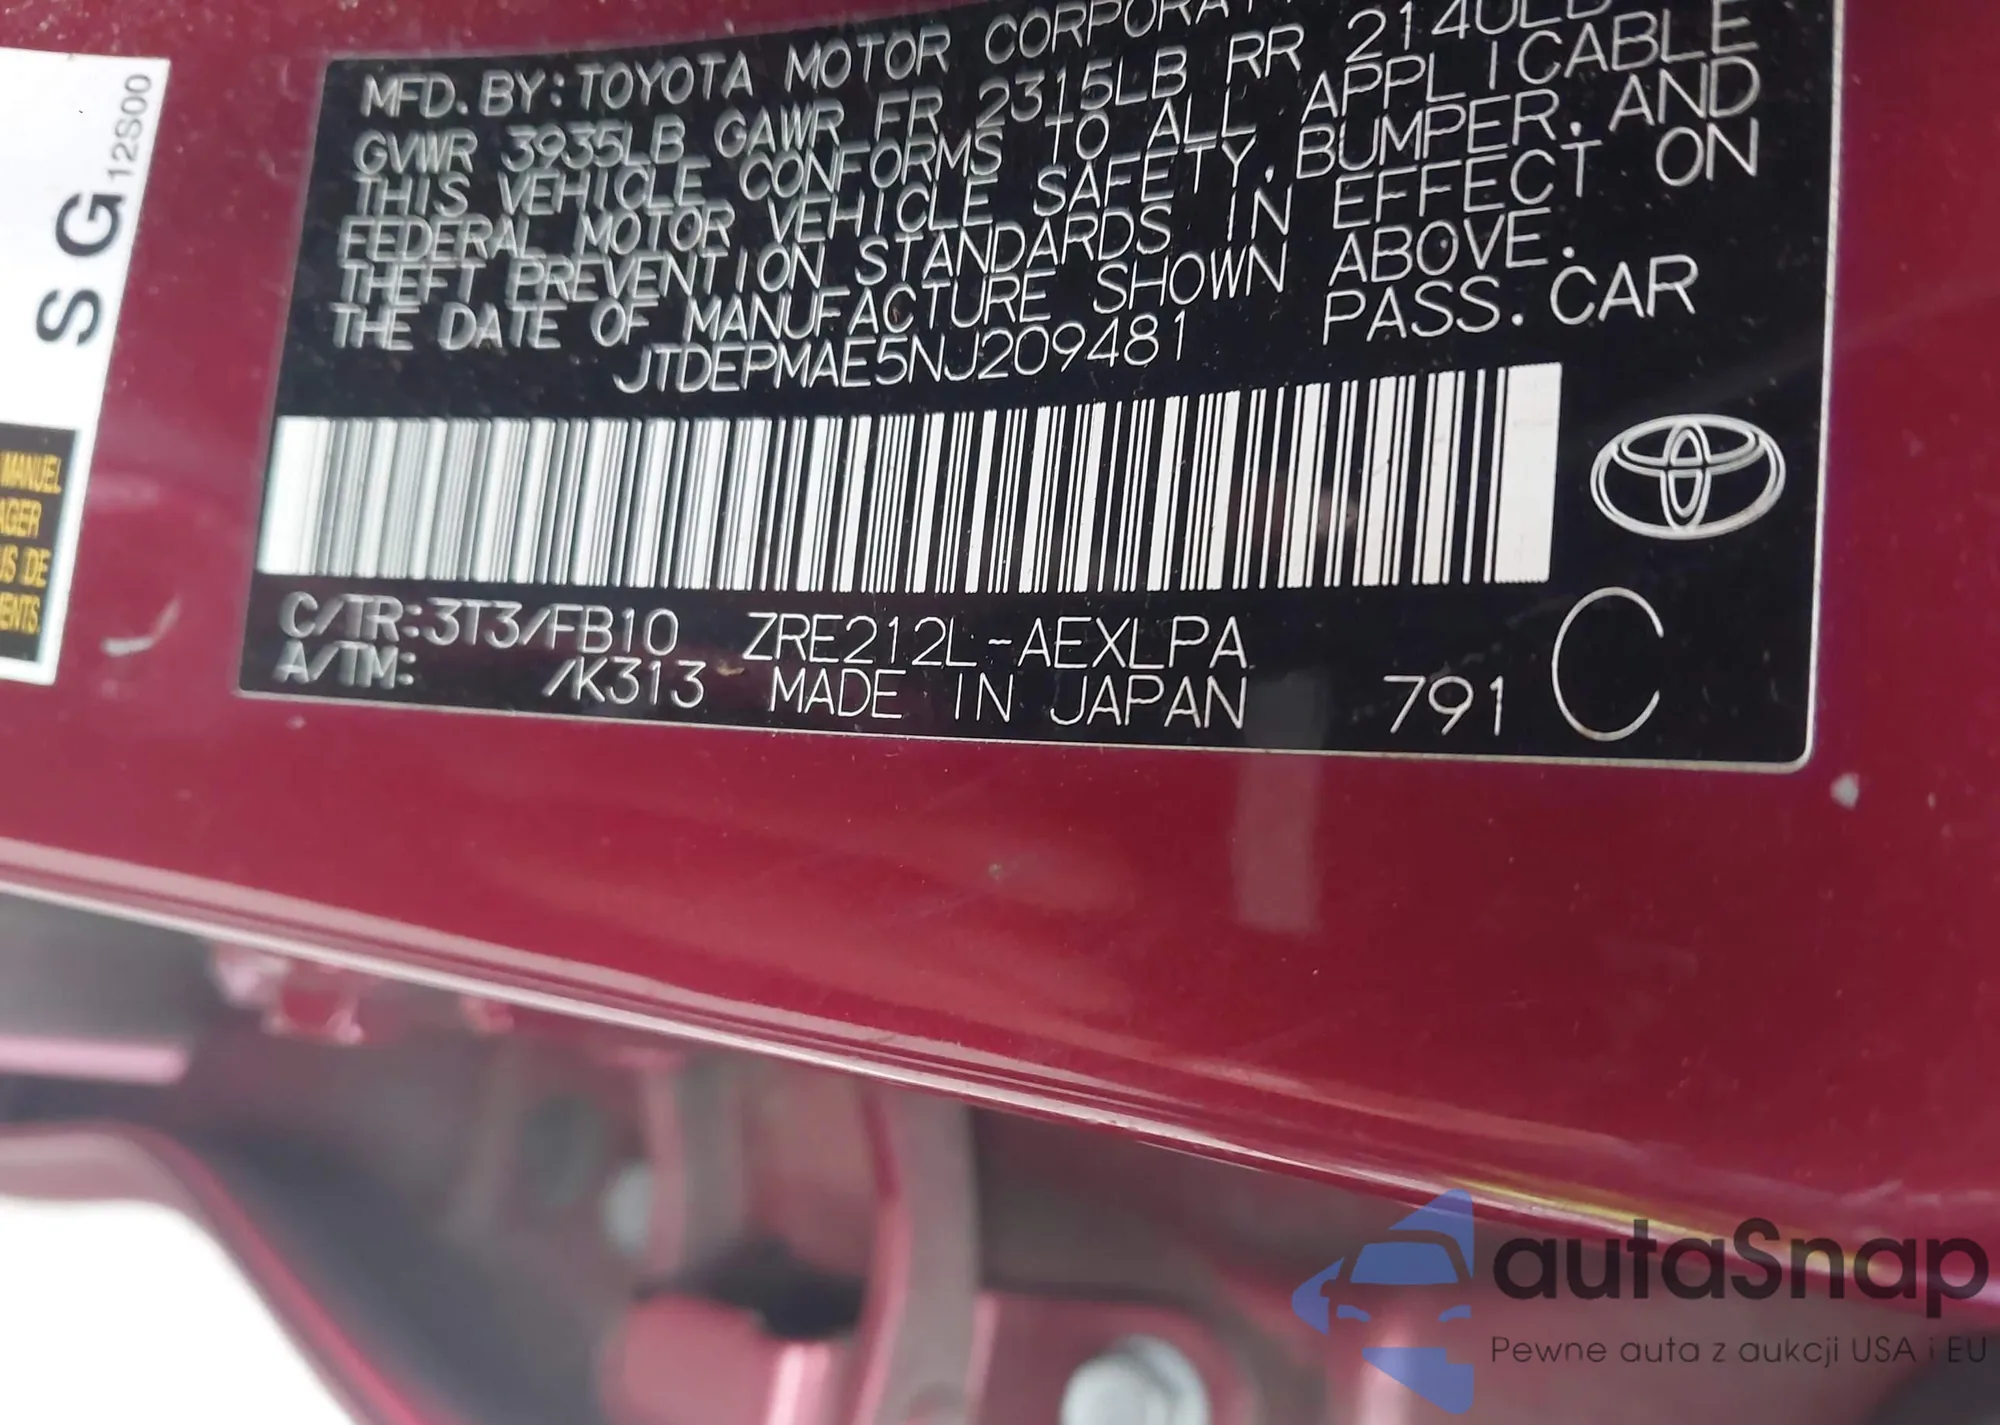 MFD. BY: TOYOTA MOTOR
GVWR 3935LB GAWR FR 2315LB RR 2140LB
THIS VEHICLE CONFORMS TO ALL APPLICABLE
FEDERAL MOTOR VEHICLE SAFETY, BUMPER, AND
THEFT PREVENTION STANDARDS IN EFFECT ON
THE DATE OF MANUFACTURE SHOWN ABOVE.
JTDEPMAE5NJ209481 PASS. CAR
C/TR: 3T3/FB10 ZRE212L-AEXLPA
A/TM: /K313 MADE IN JAPAN 791 C
SG 12S00
MANUEL
US DE
autaSnap
Pewne auta z aukcji USA i EU